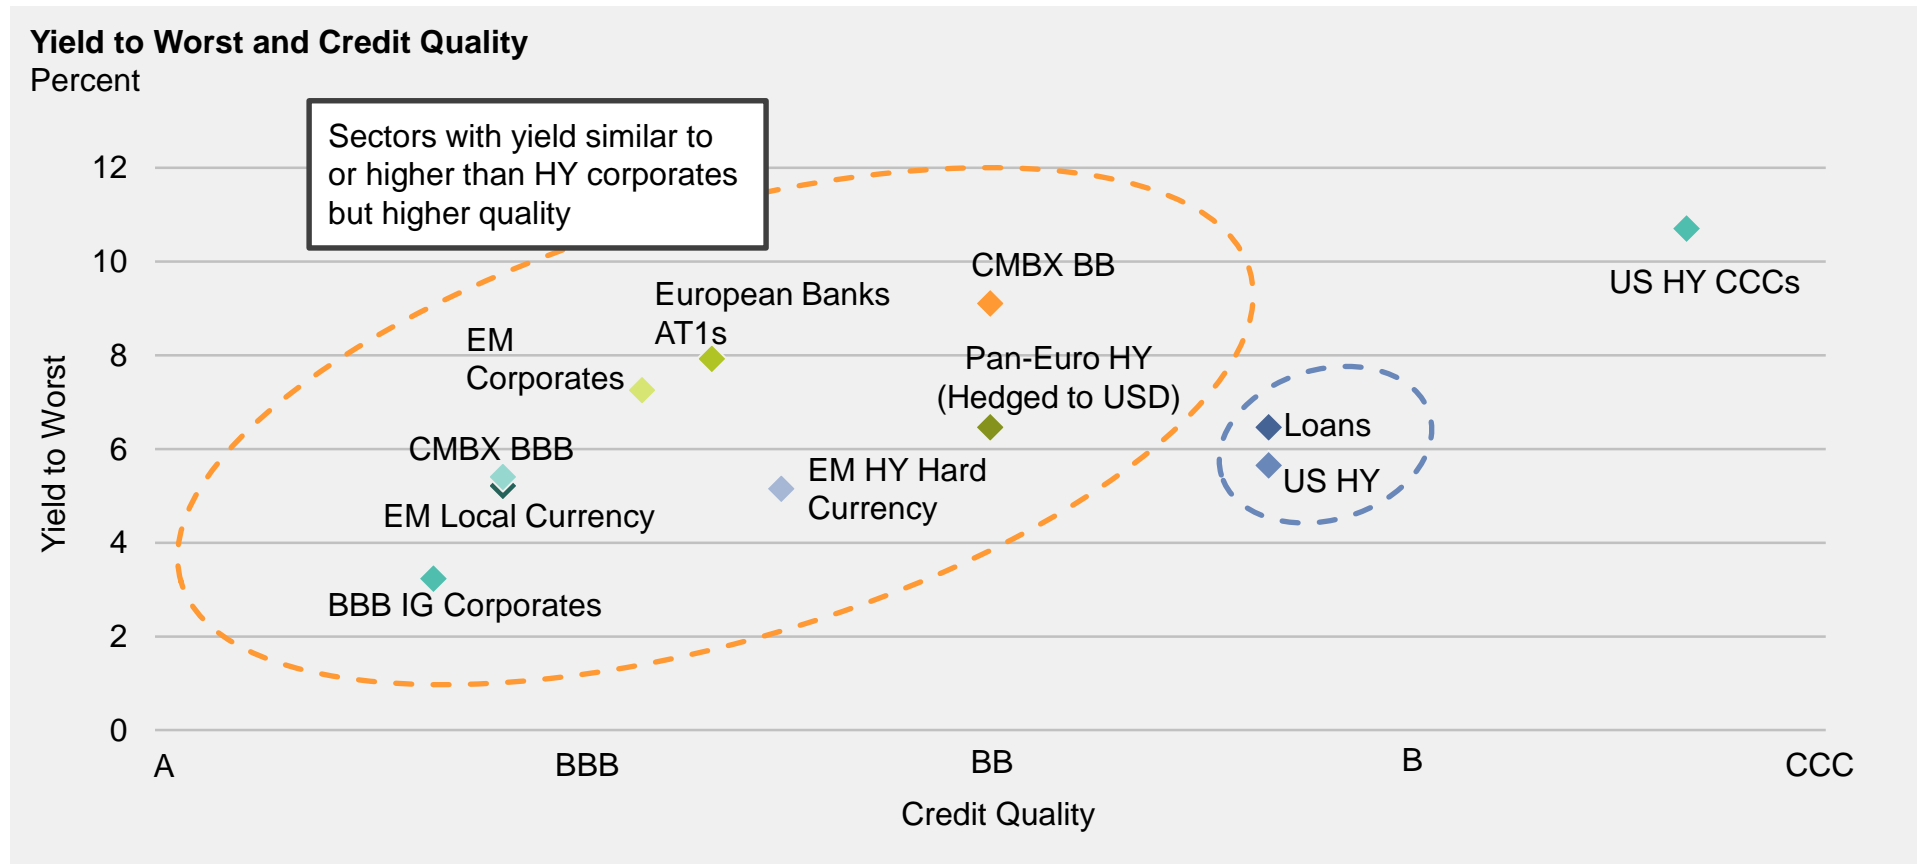 Yield to Worst and Credit Quality
Percent
Sectors with yield similar to
or higher than HY corporates
but higher quality
12
10
8
6
4
2
0
Yield to Worst
CMBX BB
US HY CCCs
European Banks
AT1s
EM
Corporates
Pan-Euro HY
(Hedged to USD)
Loans
US HY
CMBX BBB
EM Local Currency
EM HY Hard
Currency
BBB IG Corporates
A
BBB
BB
B
CCC
Credit Quality